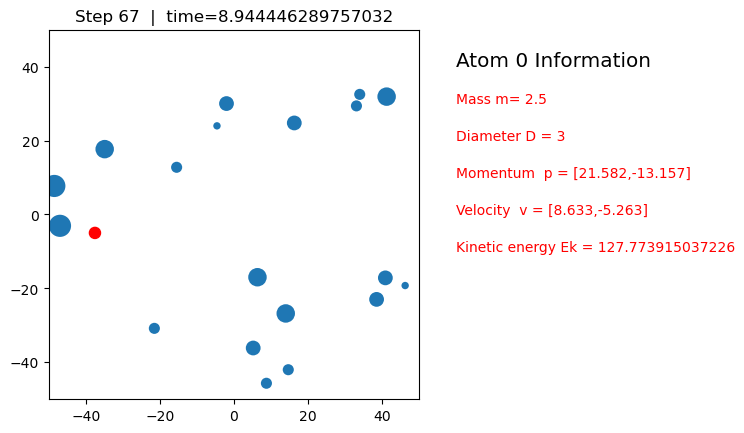 Step 67  |  time=8.944446289757032
Atom 0 Information
Mass m= 2.5
Diameter D = 3
Momentum  p = [21.582,-13.157]
Velocity  v = [8.633,-5.263]
Kinetic energy Ek = 127.773915037226
40
20
0
−20
−40
−40
−20
0
20
40